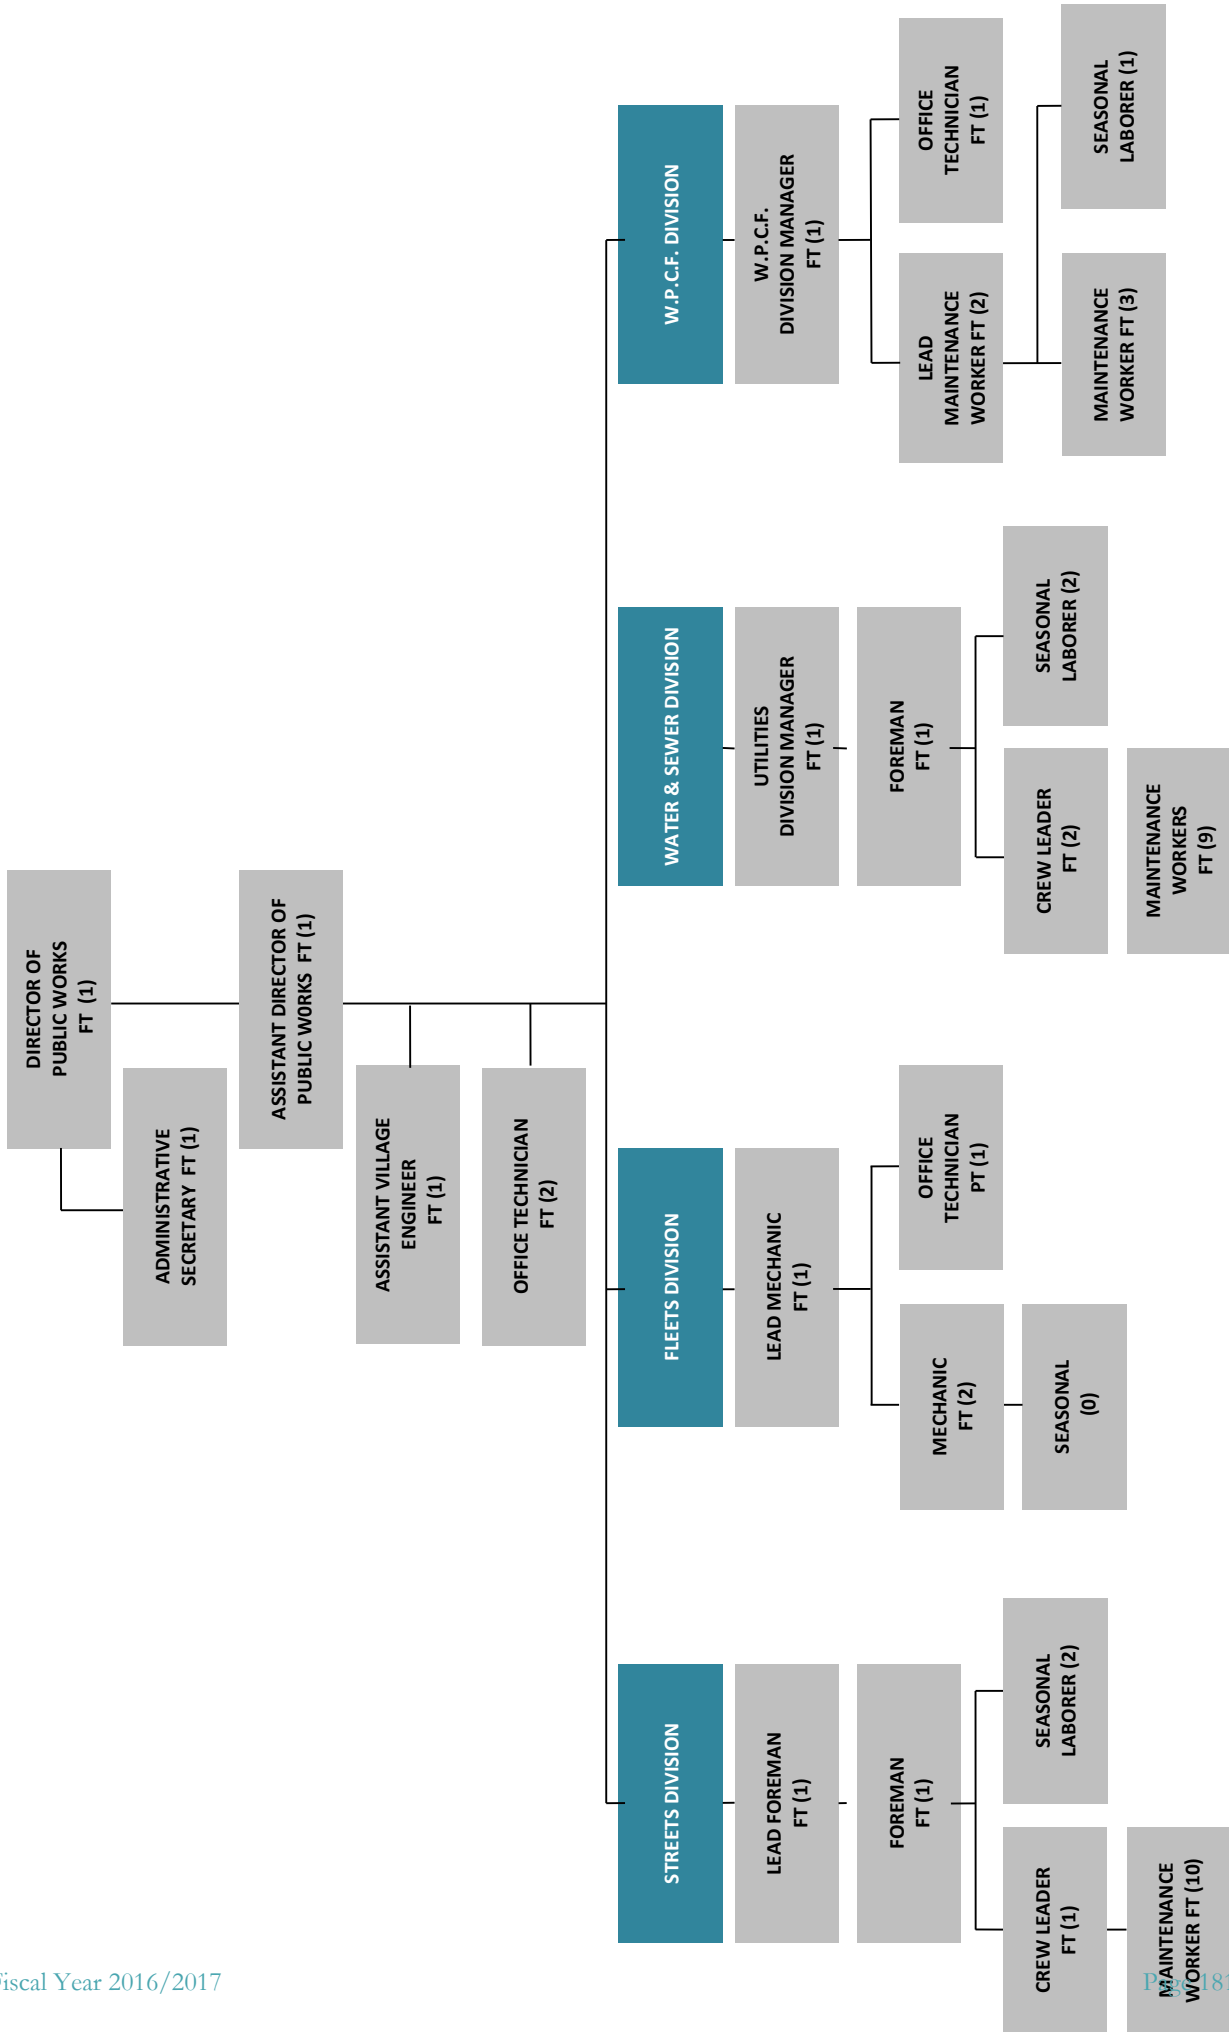 DIRECTOR OF
PUBLIC WORKS
FT (1)
ADMINISTRATIVE
SECRETARY FT (1)
ASSISTANT DIRECTOR OF
PUBLIC WORKS FT (1)
ASSISTANT VILLAGE
ENGINEER
FT (1)
OFFICE TECHNICIAN
FT (2)
STREETS DIVISION
LEAD FOREMAN
FT (1)
FOREMAN
FT (1)
CREW LEADER
FT (1)
SEASONAL
LABORER (2)
MAINTENANCE
WORKER FT (10)
FLEETS DIVISION
LEAD MECHANIC
FT (1)
MECHANIC
FT (2)
OFFICE
TECHNICIAN
PT (1)
SEASONAL
(0)
WATER & SEWER DIVISION
UTILITIES
DIVISION MANAGER
FT (1)
FOREMAN
FT (1)
CREW LEADER
FT (2)
SEASONAL
LABORER (2)
MAINTENANCE
WORKERS
FT (9)
W.P.C.F. DIVISION
W.P.C.F.
DIVISION MANAGER
FT (1)
LEAD
MAINTENANCE
WORKER FT (2)
OFFICE
TECHNICIAN
FT (1)
MAINTENANCE
WORKER FT (3)
SEASONAL
LABORER (1)
iscal Year 2016/2017
Page 181